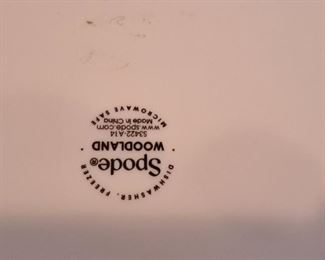 DISHWASHER, FREEZER
Spode®
· WOODLAND ·
S3422-A14
www.spode.com
Made in China
MICROWAVE SAFE